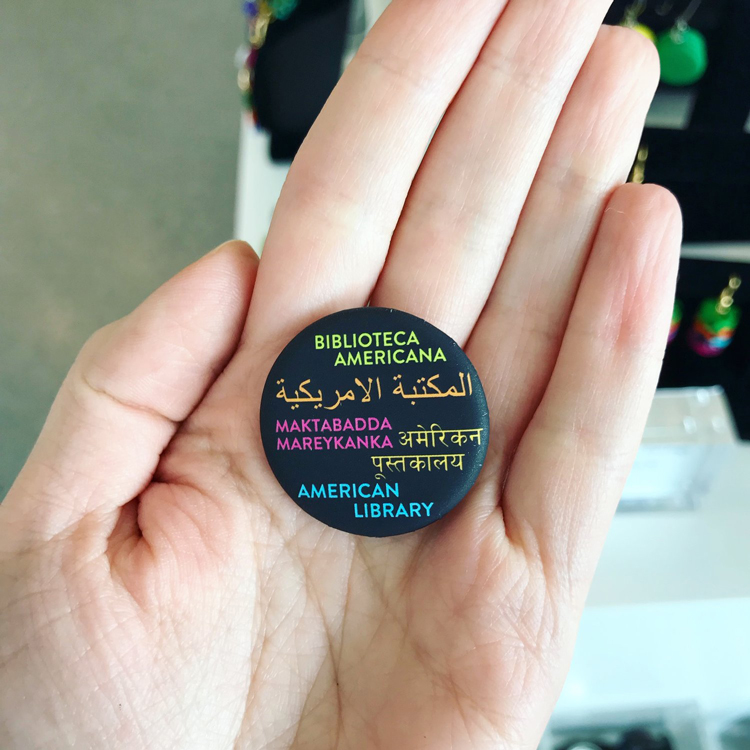 BIBLIOTECA
AMERICANA
المكتبة الامريكية
MAKTABADDA
MAREYKANKA
अमेरिकन
पूस्तकालय
AMERICAN
LIBRARY